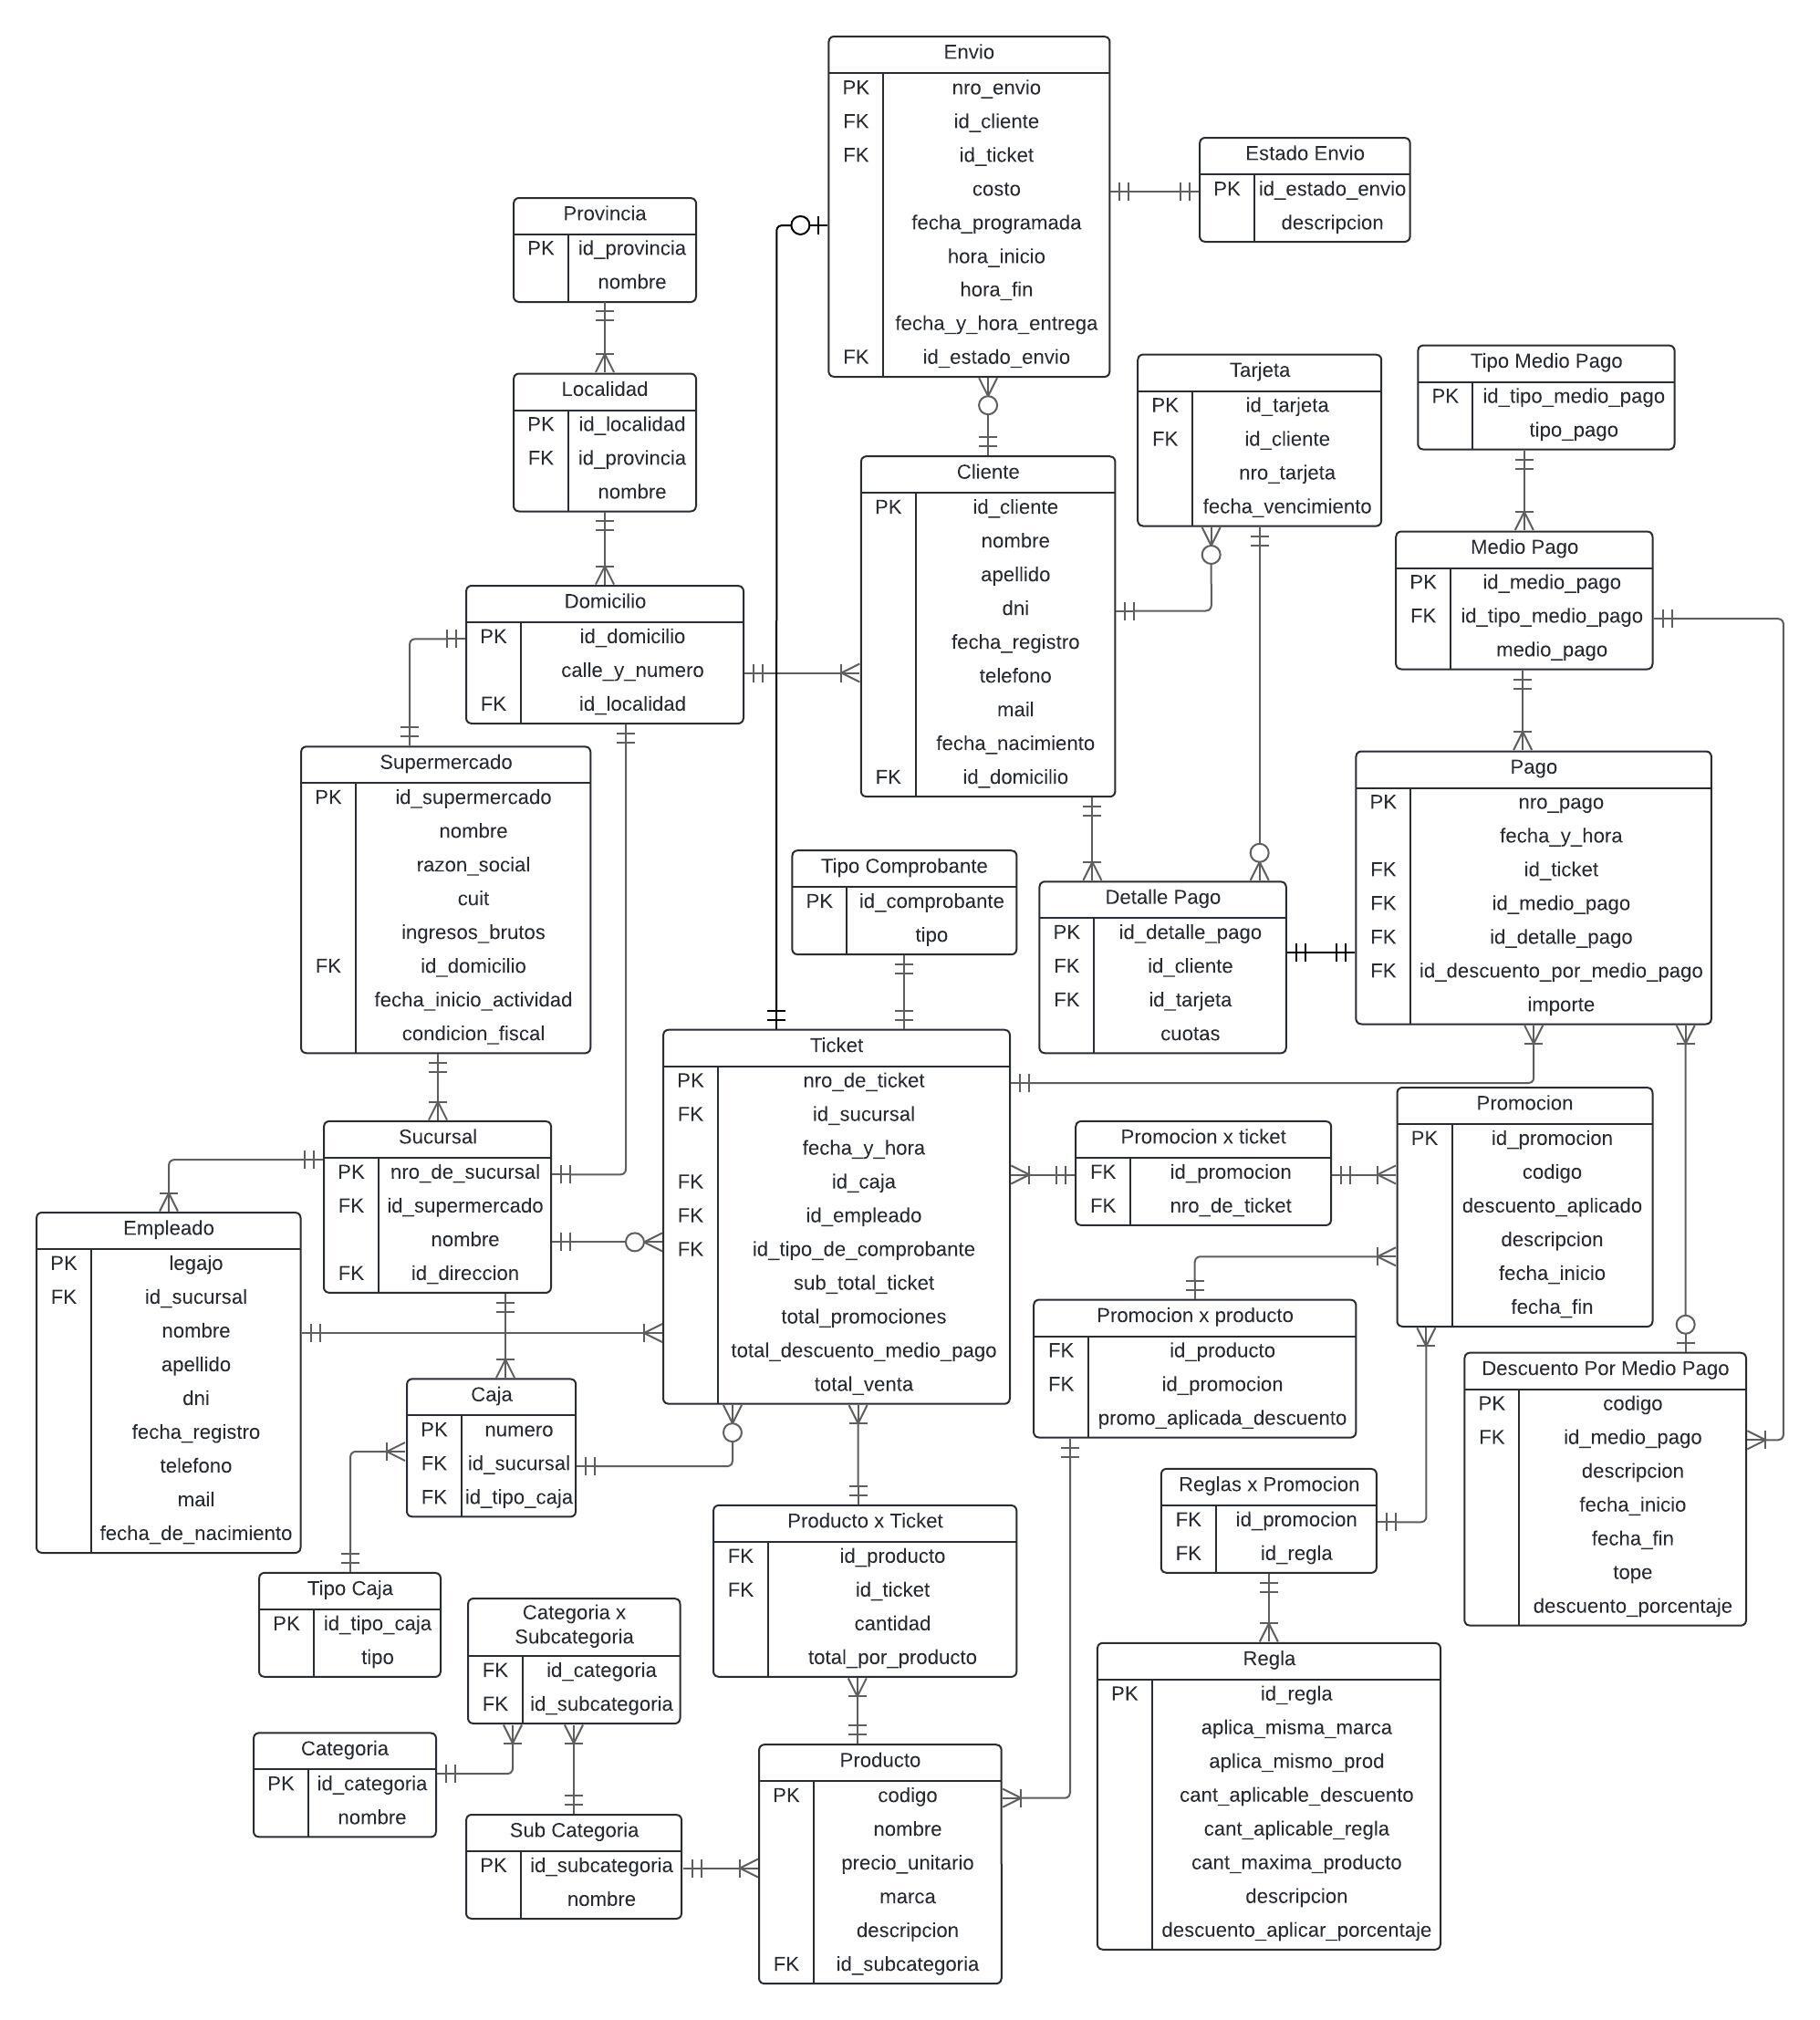 Envio
PK nro_envio
FK id_cliente
FK id_ticket
costo
fecha_programada
hora_inicio
hora_fin
fecha_y_hora_entrega
FK id_estado_envio
Estado Envio
PK id_estado_envio
descripcion
Provincia
PK id_provincia
nombre
Localidad
PK id_localidad
FK id_provincia
nombre
Tarjeta
PK id_tarjeta
FK id_cliente
nro_tarjeta
fecha_vencimiento
Tipo Medio Pago
PK id_tipo_medio_pago
tipo_pago
Cliente
PK id_cliente
nombre
apellido
dni
fecha_registro
telefono
mail
fecha_nacimiento
FK id_domicilio
Medio Pago
PK id_medio_pago
FK id_tipo_medio_pago
medio_pago
Domicilio
PK id_domicilio
calle_y_numero
FK id_localidad
Supermercado
PK id_supermercado
nombre
razon_social
cuit
ingresos_brutos
FK id_domicilio
fecha_inicio_actividad
condicion_fiscal
Pago
PK nro_pago
fecha_y_hora
FK id_ticket
FK id_medio_pago
FK id_detalle_pago
FK id_descuento_por_medio_pago
importe
Tipo Comprobante
PK id_comprobante
tipo
Detalle Pago
PK id_detalle_pago
FK id_cliente
FK id_tarjeta
cuotas
Ticket
PK nro_de_ticket
FK id_sucursal
fecha_y_hora
FK id_caja
FK id_empleado
FK id_tipo_de_comprobante
sub_total_ticket
total_promociones
total_descuento_medio_pago
total_venta
Promocion
PK id_promocion
codigo
descuento_aplicado
descripcion
fecha_inicio
fecha_fin
Sucursal
PK nro_de_sucursal
FK id_supermercado
nombre
FK id_direccion
Promocion x ticket
FK id_promocion
FK nro_de_ticket
Empleado
PK legajo
FK id_sucursal
nombre
apellido
dni
fecha_registro
telefono
mail
fecha_de_nacimiento
Promocion x producto
FK id_producto
FK id_promocion
promo_aplicada_descuento
Descuento Por Medio Pago
PK codigo
FK id_medio_pago
descripcion
fecha_inicio
fecha_fin
tope
descuento_porcentaje
Caja
PK numero
FK id_sucursal
FK id_tipo_caja
Reglas x Promocion
FK id_promocion
FK id_regla
Producto x Ticket
FK id_producto
FK id_ticket
cantidad
total_por_producto
Tipo Caja
PK id_tipo_caja
tipo
Categoria x
Subcategoria
FK id_categoria
FK id_subcategoria
Regla
PK id_regla
aplica_misma_marca
aplica_mismo_prod
cant_aplicable_descuento
cant_aplicable_regla
cant_maxima_producto
descripcion
descuento_aplicar_porcentaje
Categoria
PK id_categoria
nombre
Producto
PK codigo
nombre
precio_unitario
marca
descripcion
FK id_subcategoria
Sub Categoria
PK id_subcategoria
nombre